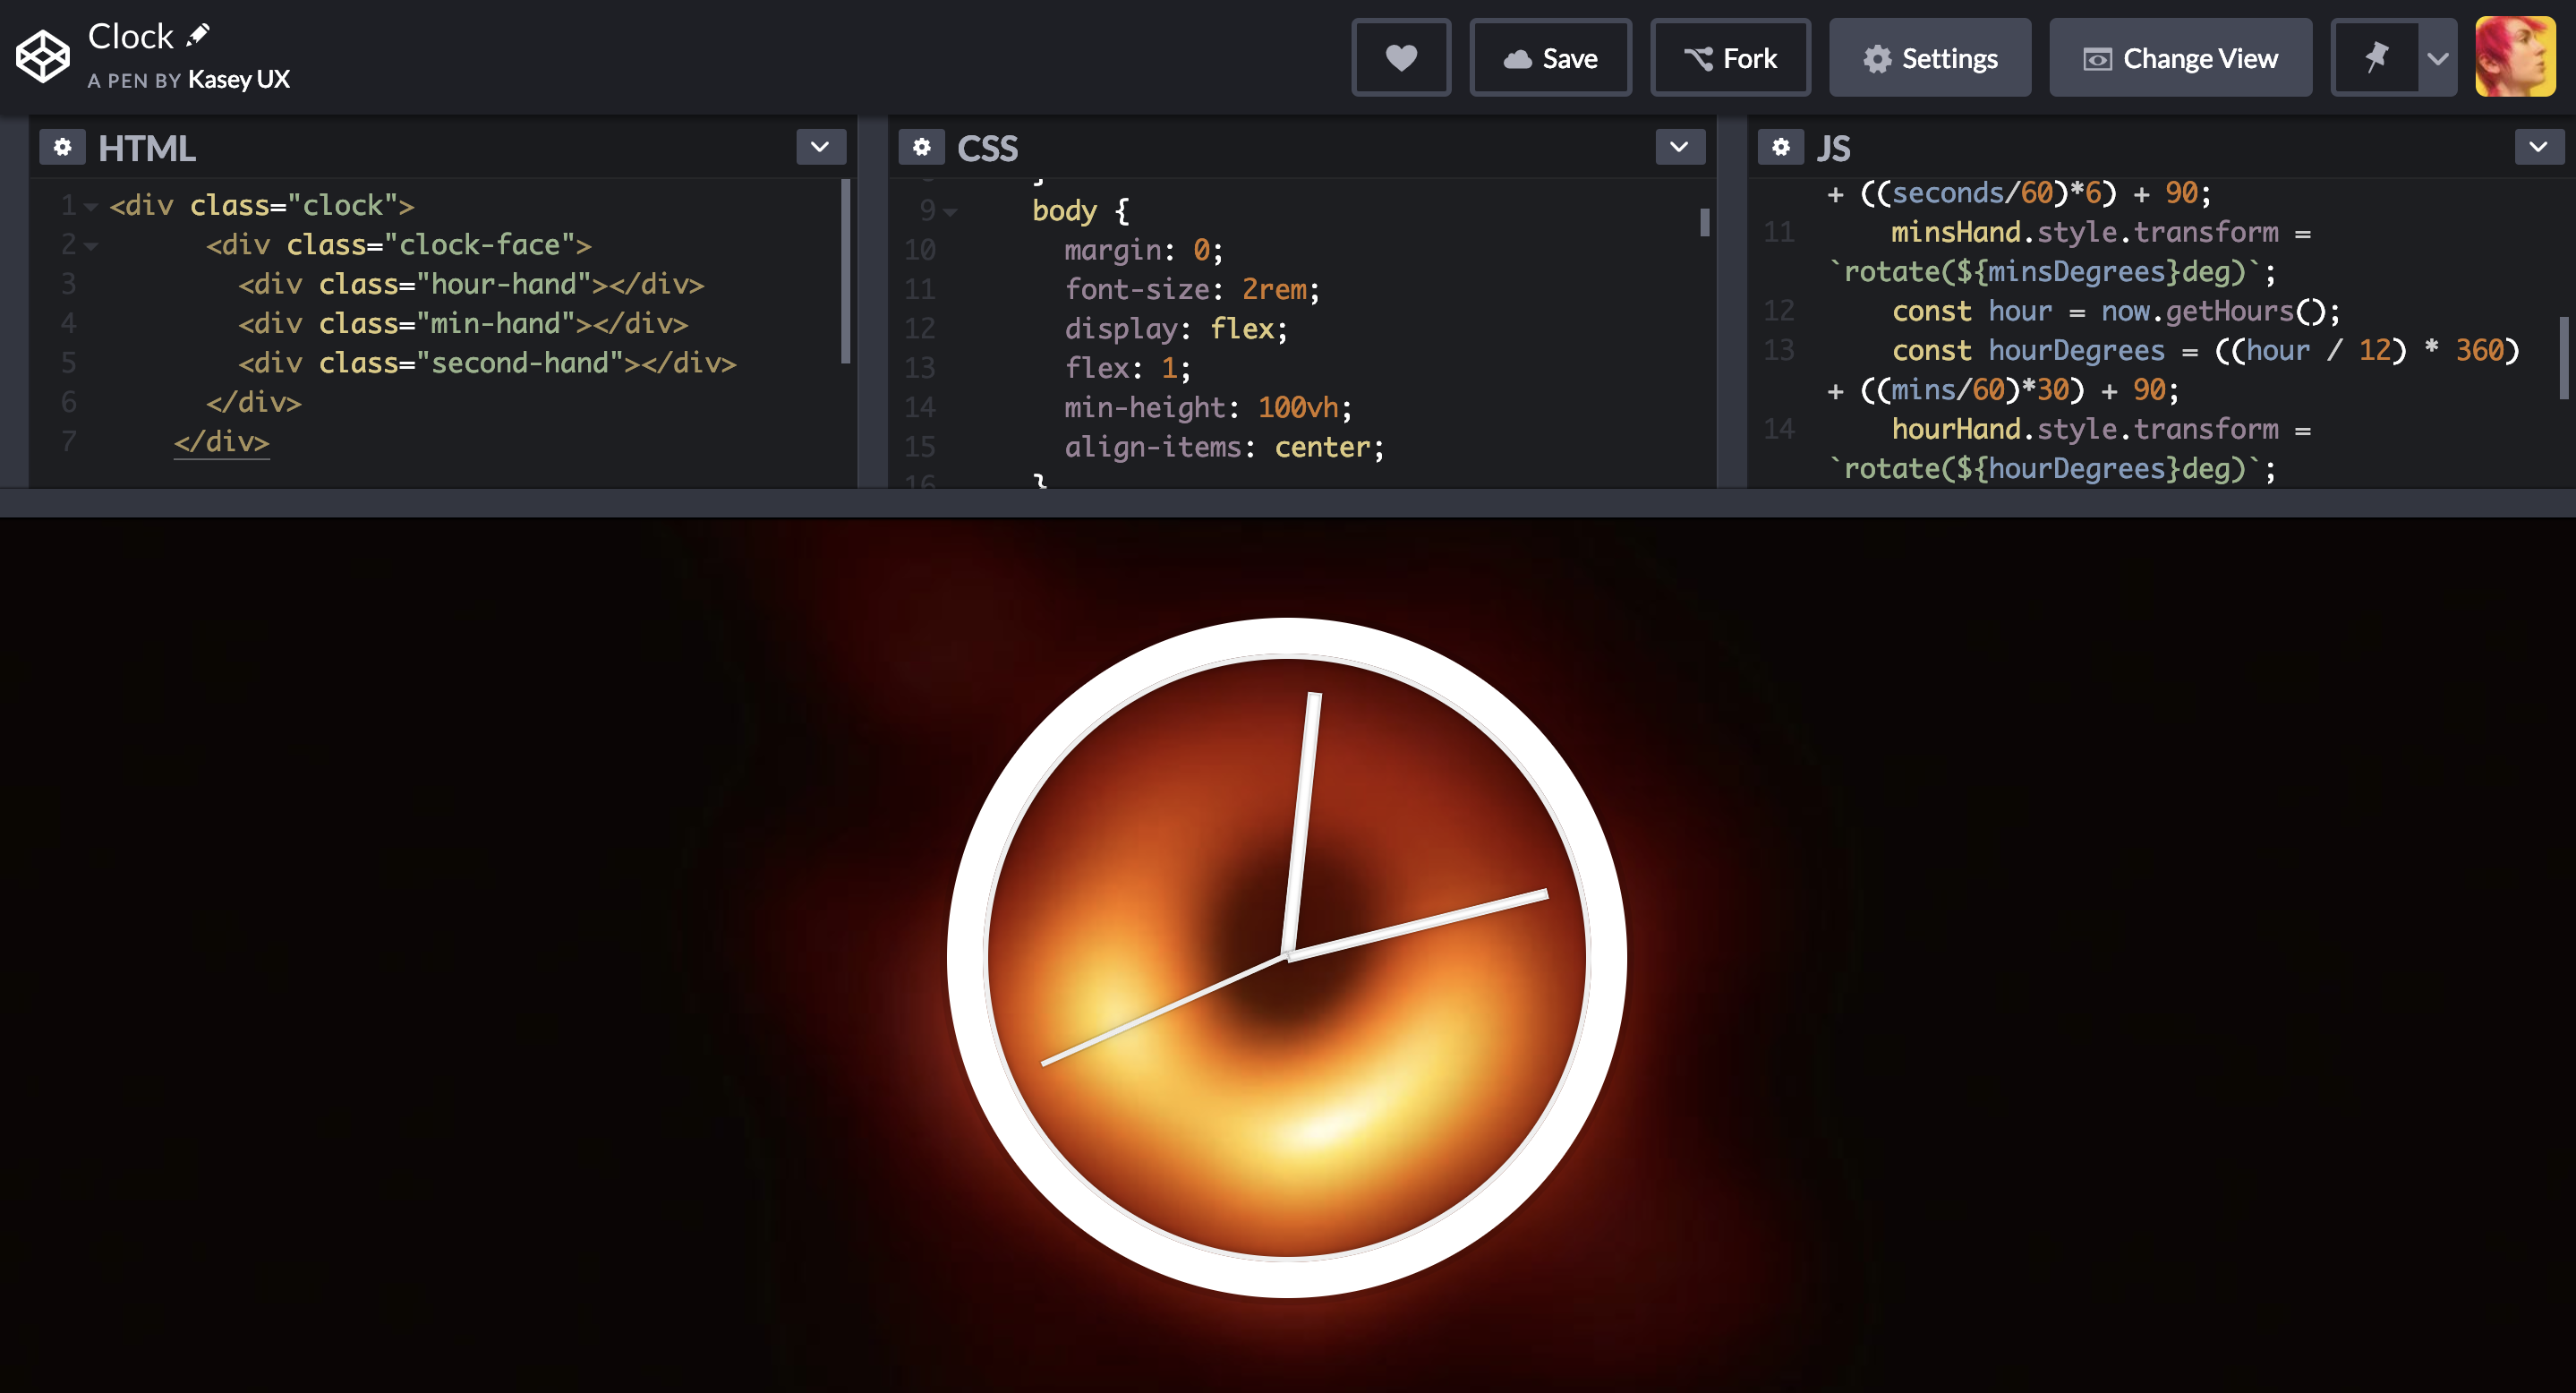 Clock
A PEN BY Kasey UX
Save
Fork
Settings
Change View
HTML
1 <div class="clock">
2 <div class="clock-face">
3 <div class="hour-hand"></div>
4 <div class="min-hand"></div>
5 <div class="second-hand"></div>
6 </div>
7 </div>
CSS
}
9 body {
10 margin: 0;
11 font-size: 2rem;
12 display: flex;
13 flex: 1;
14 min-height: 100vh;
15 align-items: center;
16 }
JS
+ ((seconds/60)*6) + 90;
11 minsHand.style.transform =
`rotate(${minsDegrees}deg)`;
12 const hour = now.getHours();
13 const hourDegrees = ((hour / 12) * 360)
+ ((mins/60)*30) + 90;
14 hourHand.style.transform =
`rotate(${hourDegrees}deg)`;